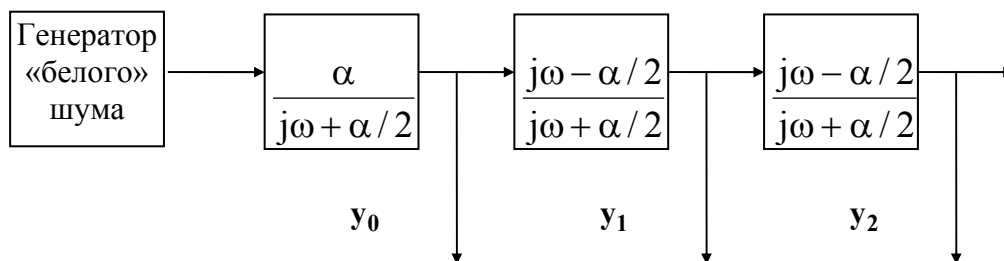 Генератор
«белого»
шума
α
jω + α / 2
jω − α / 2
jω + α / 2
jω − α / 2
jω + α / 2
y₀
y₁
y₂